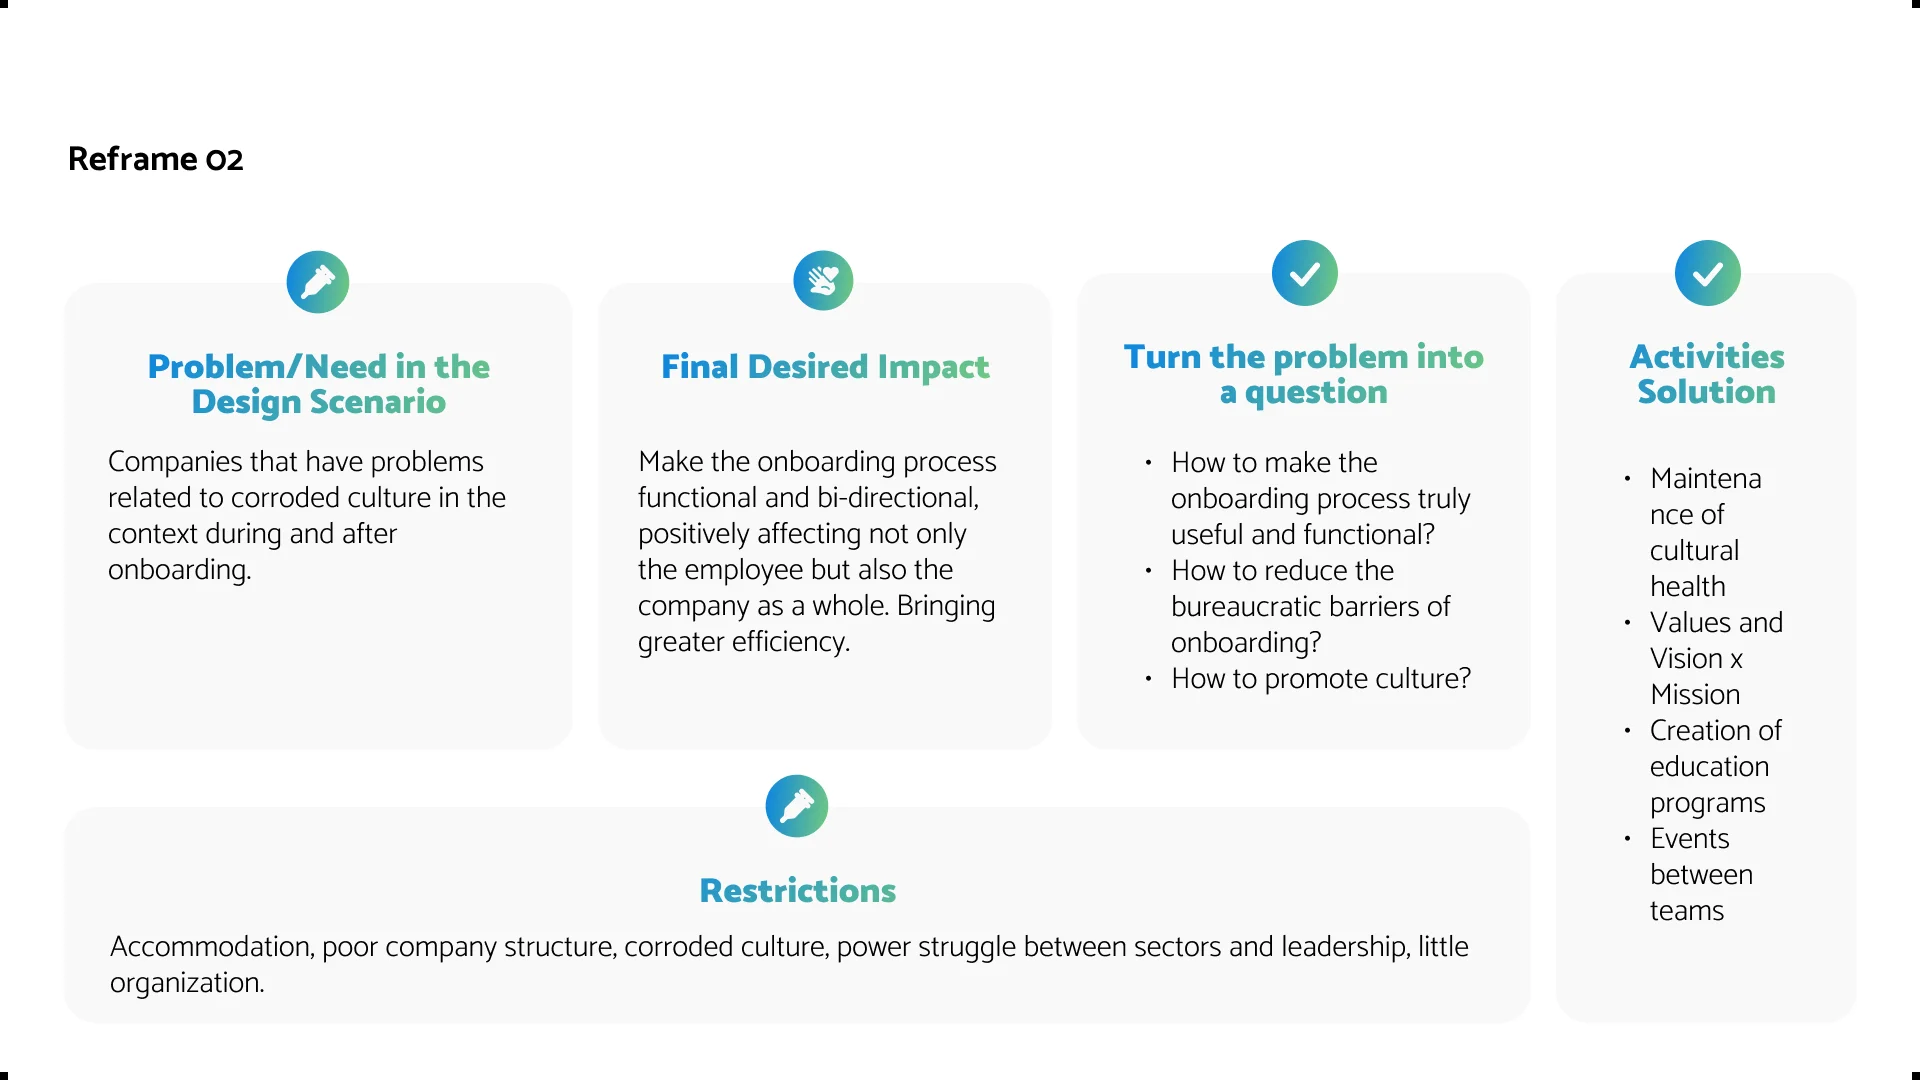 Reframe 02
Problem/Need in the
Design Scenario
Companies that have problems
related to corroded culture in the
context during and after
onboarding.
Final Desired Impact
Make the onboarding process
functional and bi-directional,
positively affecting not only
the employee but also the
company as a whole. Bringing
greater efficiency.
Turn the problem into
a question
• How to make the
onboarding process truly
useful and functional?
• How to reduce the
bureaucratic barriers of
onboarding?
• How to promote culture?
Activities
Solution
• Maintena
nce of
cultural
health
• Values and
Vision x
Mission
• Creation of
education
programs
• Events
between
teams
Restrictions
Accommodation, poor company structure, corroded culture, power struggle between sectors and leadership, little
organization.